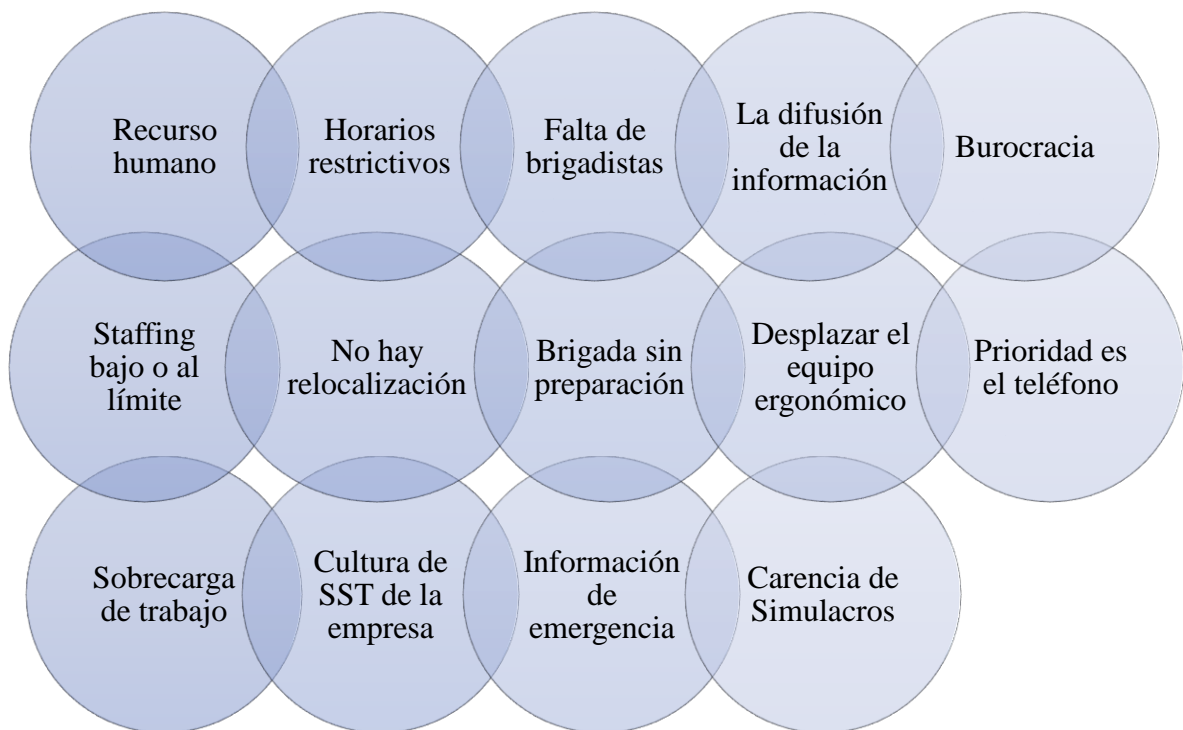 Recurso
humano
Horarios
restrictivos
Falta de
brigadistas
La difusión
de la
información
Burocracia
Staffing
bajo o al
límite
No hay
relocalización
Brigada sin
preparación
Desplazar el
equipo
ergonómico
Prioridad es
el teléfono
Sobrecarga
de trabajo
Cultura de
SST de la
empresa
Información
de
emergencia
Carencia de
Simulacros